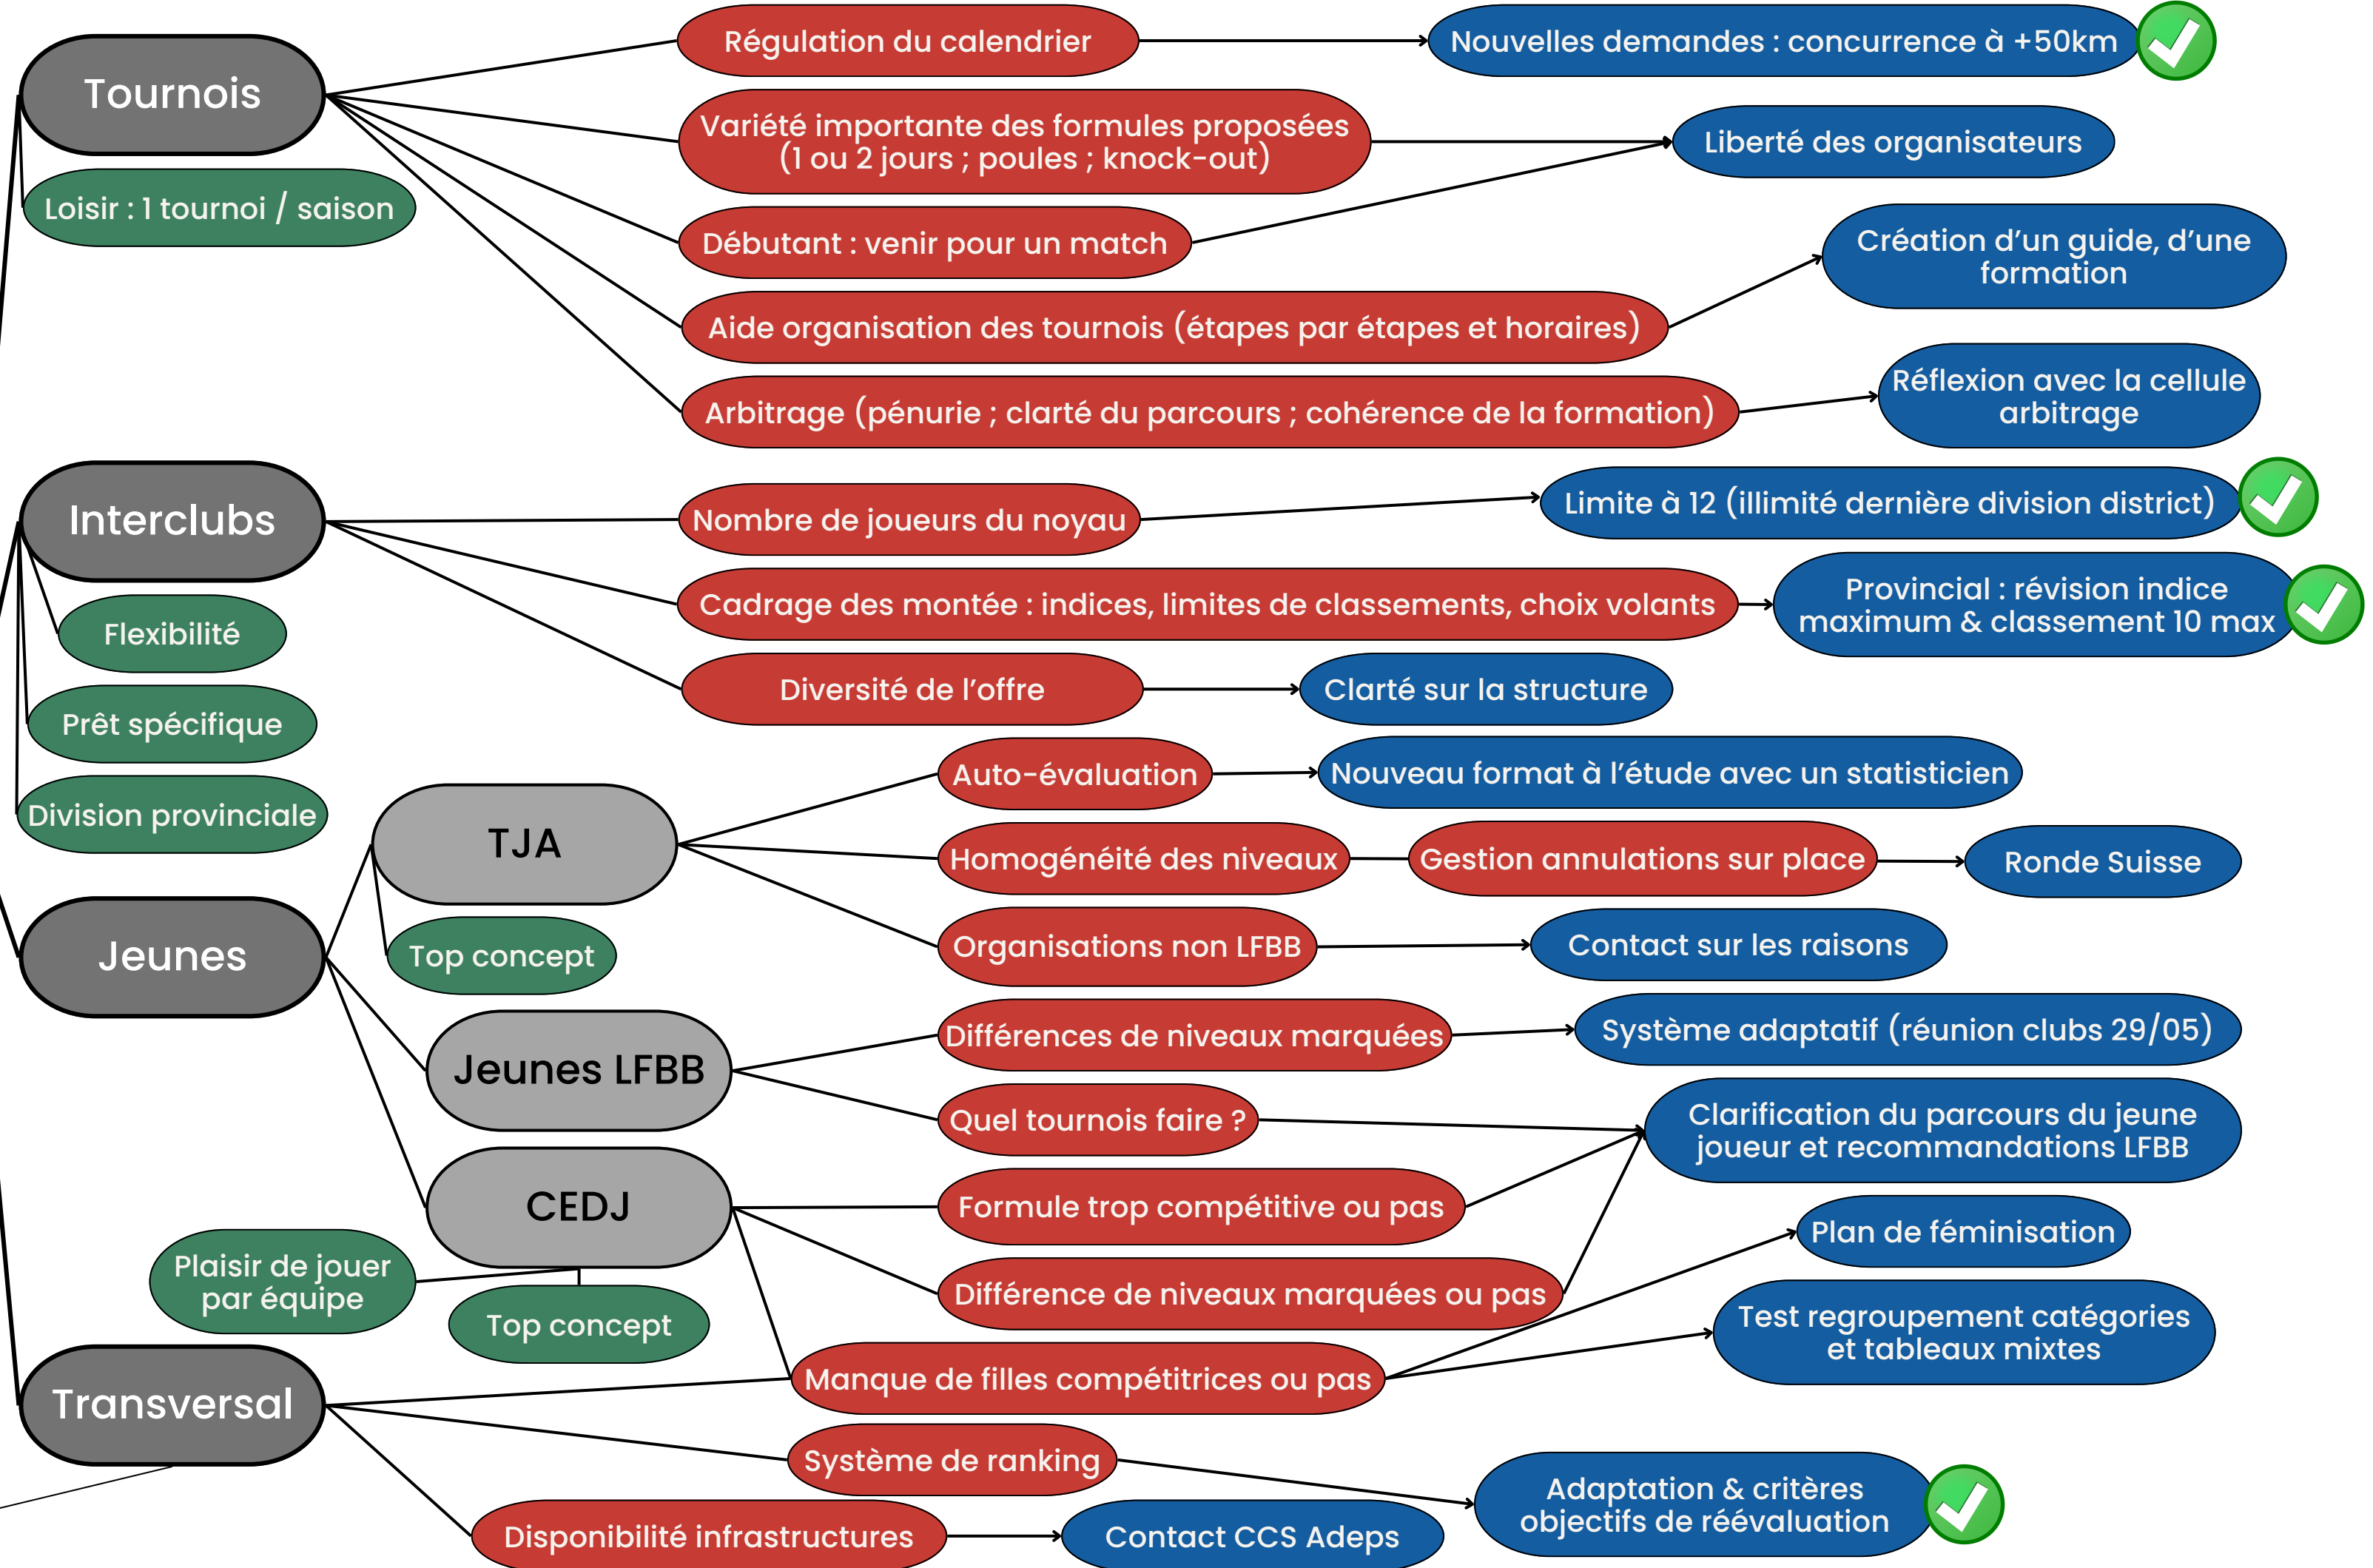 Tournois
Loisir : 1 tournoi / saison
Régulation du calendrier
Nouvelles demandes : concurrence à +50km
Variété importante des formules proposées
(1 ou 2 jours ; poules ; knock-out)
Liberté des organisateurs
Débutant : venir pour un match
Aide organisation des tournois (étapes par étapes et horaires)
Création d’un guide, d’une
formation
Arbitrage (pénurie ; clarté du parcours ; cohérence de la formation)
Réflexion avec la cellule
arbitrage
Interclubs
Flexibilité
Prêt spécifique
Division provinciale
Nombre de joueurs du noyau
Limite à 12 (illimité dernière division district)
Cadrage des montée : indices, limites de classements, choix volants
Provincial : révision indice
maximum & classement 10 max
Diversité de l’offre
Clarté sur la structure
Jeunes
TJA
Top concept
Auto-évaluation
Nouveau format à l’étude avec un statisticien
Homogénéité des niveaux
Gestion annulations sur place
Ronde Suisse
Organisations non LFBB
Contact sur les raisons
Jeunes LFBB
Différences de niveaux marquées
Système adaptatif (réunion clubs 29/05)
Quel tournois faire ?
Clarification du parcours du jeune
joueur et recommandations LFBB
CEDJ
Plaisir de jouer
par équipe
Top concept
Formule trop compétitive ou pas
Différence de niveaux marquées ou pas
Plan de féminisation
Test regroupement catégories
et tableaux mixtes
Transversal
Manque de filles compétitrices ou pas
Système de ranking
Adaptation & critères
objectifs de réévaluation
Disponibilité infrastructures
Contact CCS Adeps